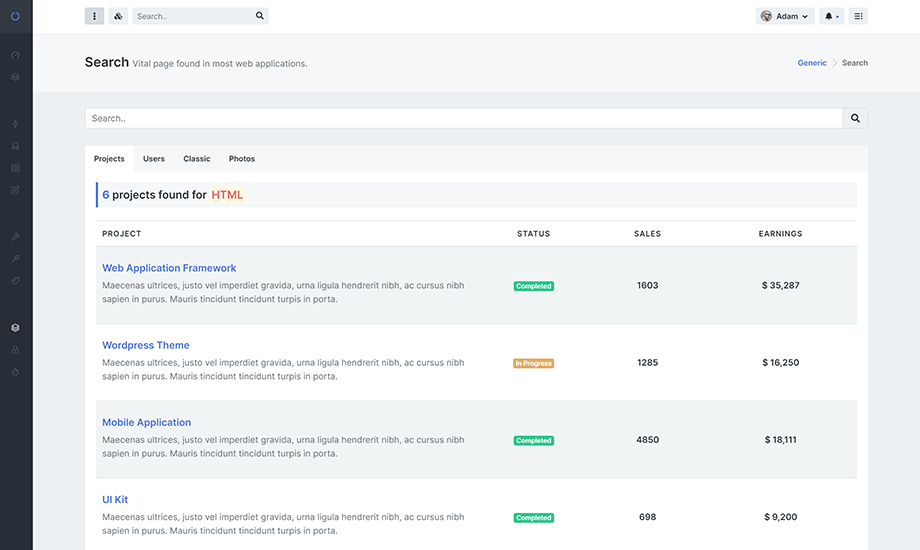 Search..
Adam
Search Vital page found in most web applications.
Generic Search
Search..
Projects Users Classic Photos
6 projects found for HTML
PROJECT STATUS SALES EARNINGS
Web Application Framework
Maecenas ultrices, justo vel imperdiet gravida, urna ligula hendrerit nibh, ac cursus nibh
sapien in purus. Mauris tincidunt tincidunt turpis in porta.
Completed 1603 $ 35,287
Wordpress Theme
Maecenas ultrices, justo vel imperdiet gravida, urna ligula hendrerit nibh, ac cursus nibh
sapien in purus. Mauris tincidunt tincidunt turpis in porta.
In Progress 1285 $ 16,250
Mobile Application
Maecenas ultrices, justo vel imperdiet gravida, urna ligula hendrerit nibh, ac cursus nibh
sapien in purus. Mauris tincidunt tincidunt turpis in porta.
Completed 4850 $ 18,111
UI Kit
Maecenas ultrices, justo vel imperdiet gravida, urna ligula hendrerit nibh, ac cursus nibh
sapien in purus. Mauris tincidunt tincidunt turpis in porta.
Completed 698 $ 9,200